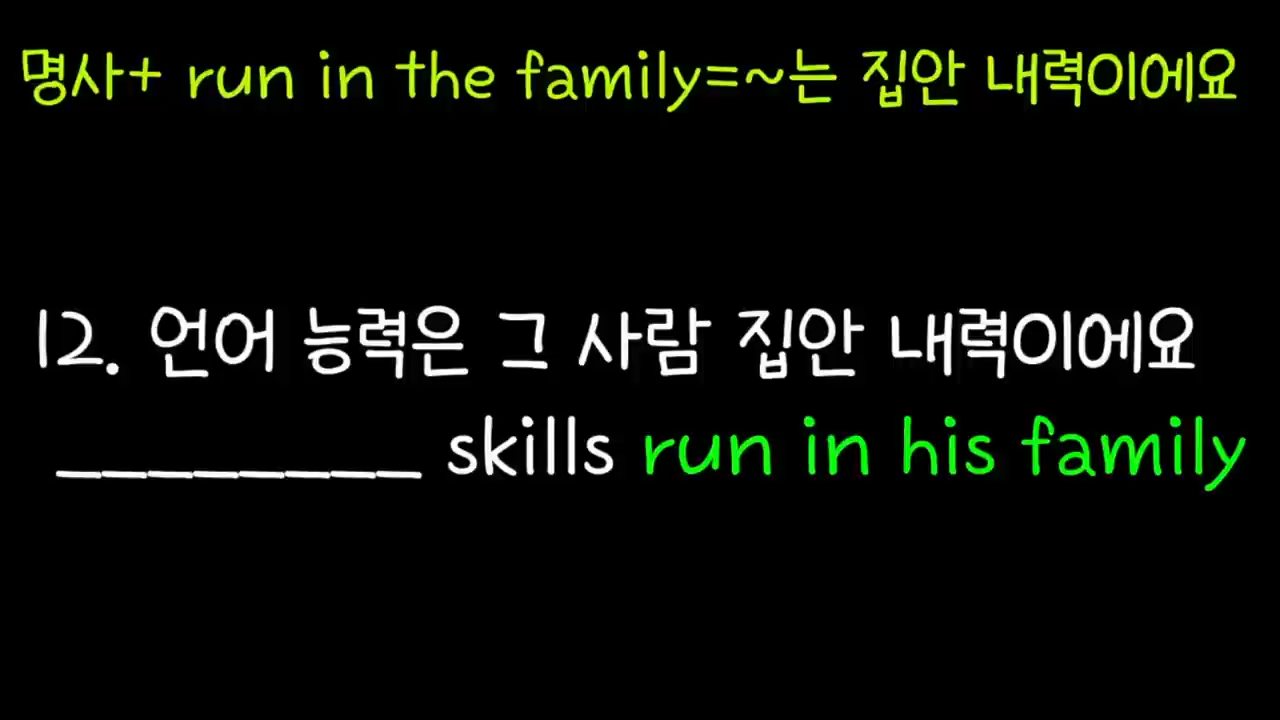 명사+ run in the family=~는 집안 내력이에요
12. 언어 능력은 그 사람 집안 내력이에요
________ skills run in his family